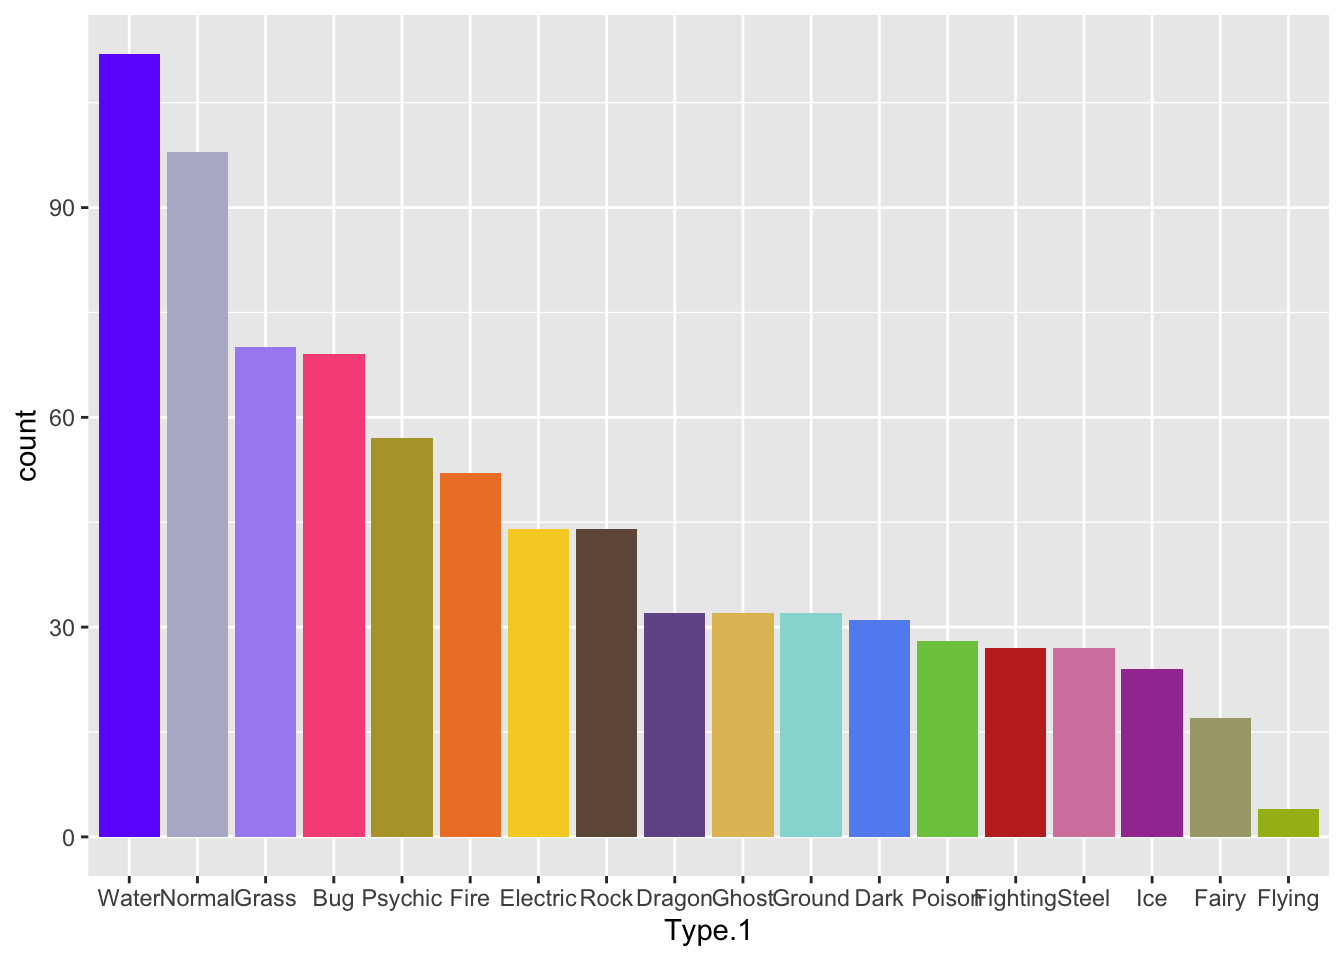 count
90
60
30
0
Water Normal Grass Bug Psychic Fire Electric Rock Dragon Ghost Ground Dark Poison Fighting Steel Ice Fairy Flying
Type.1